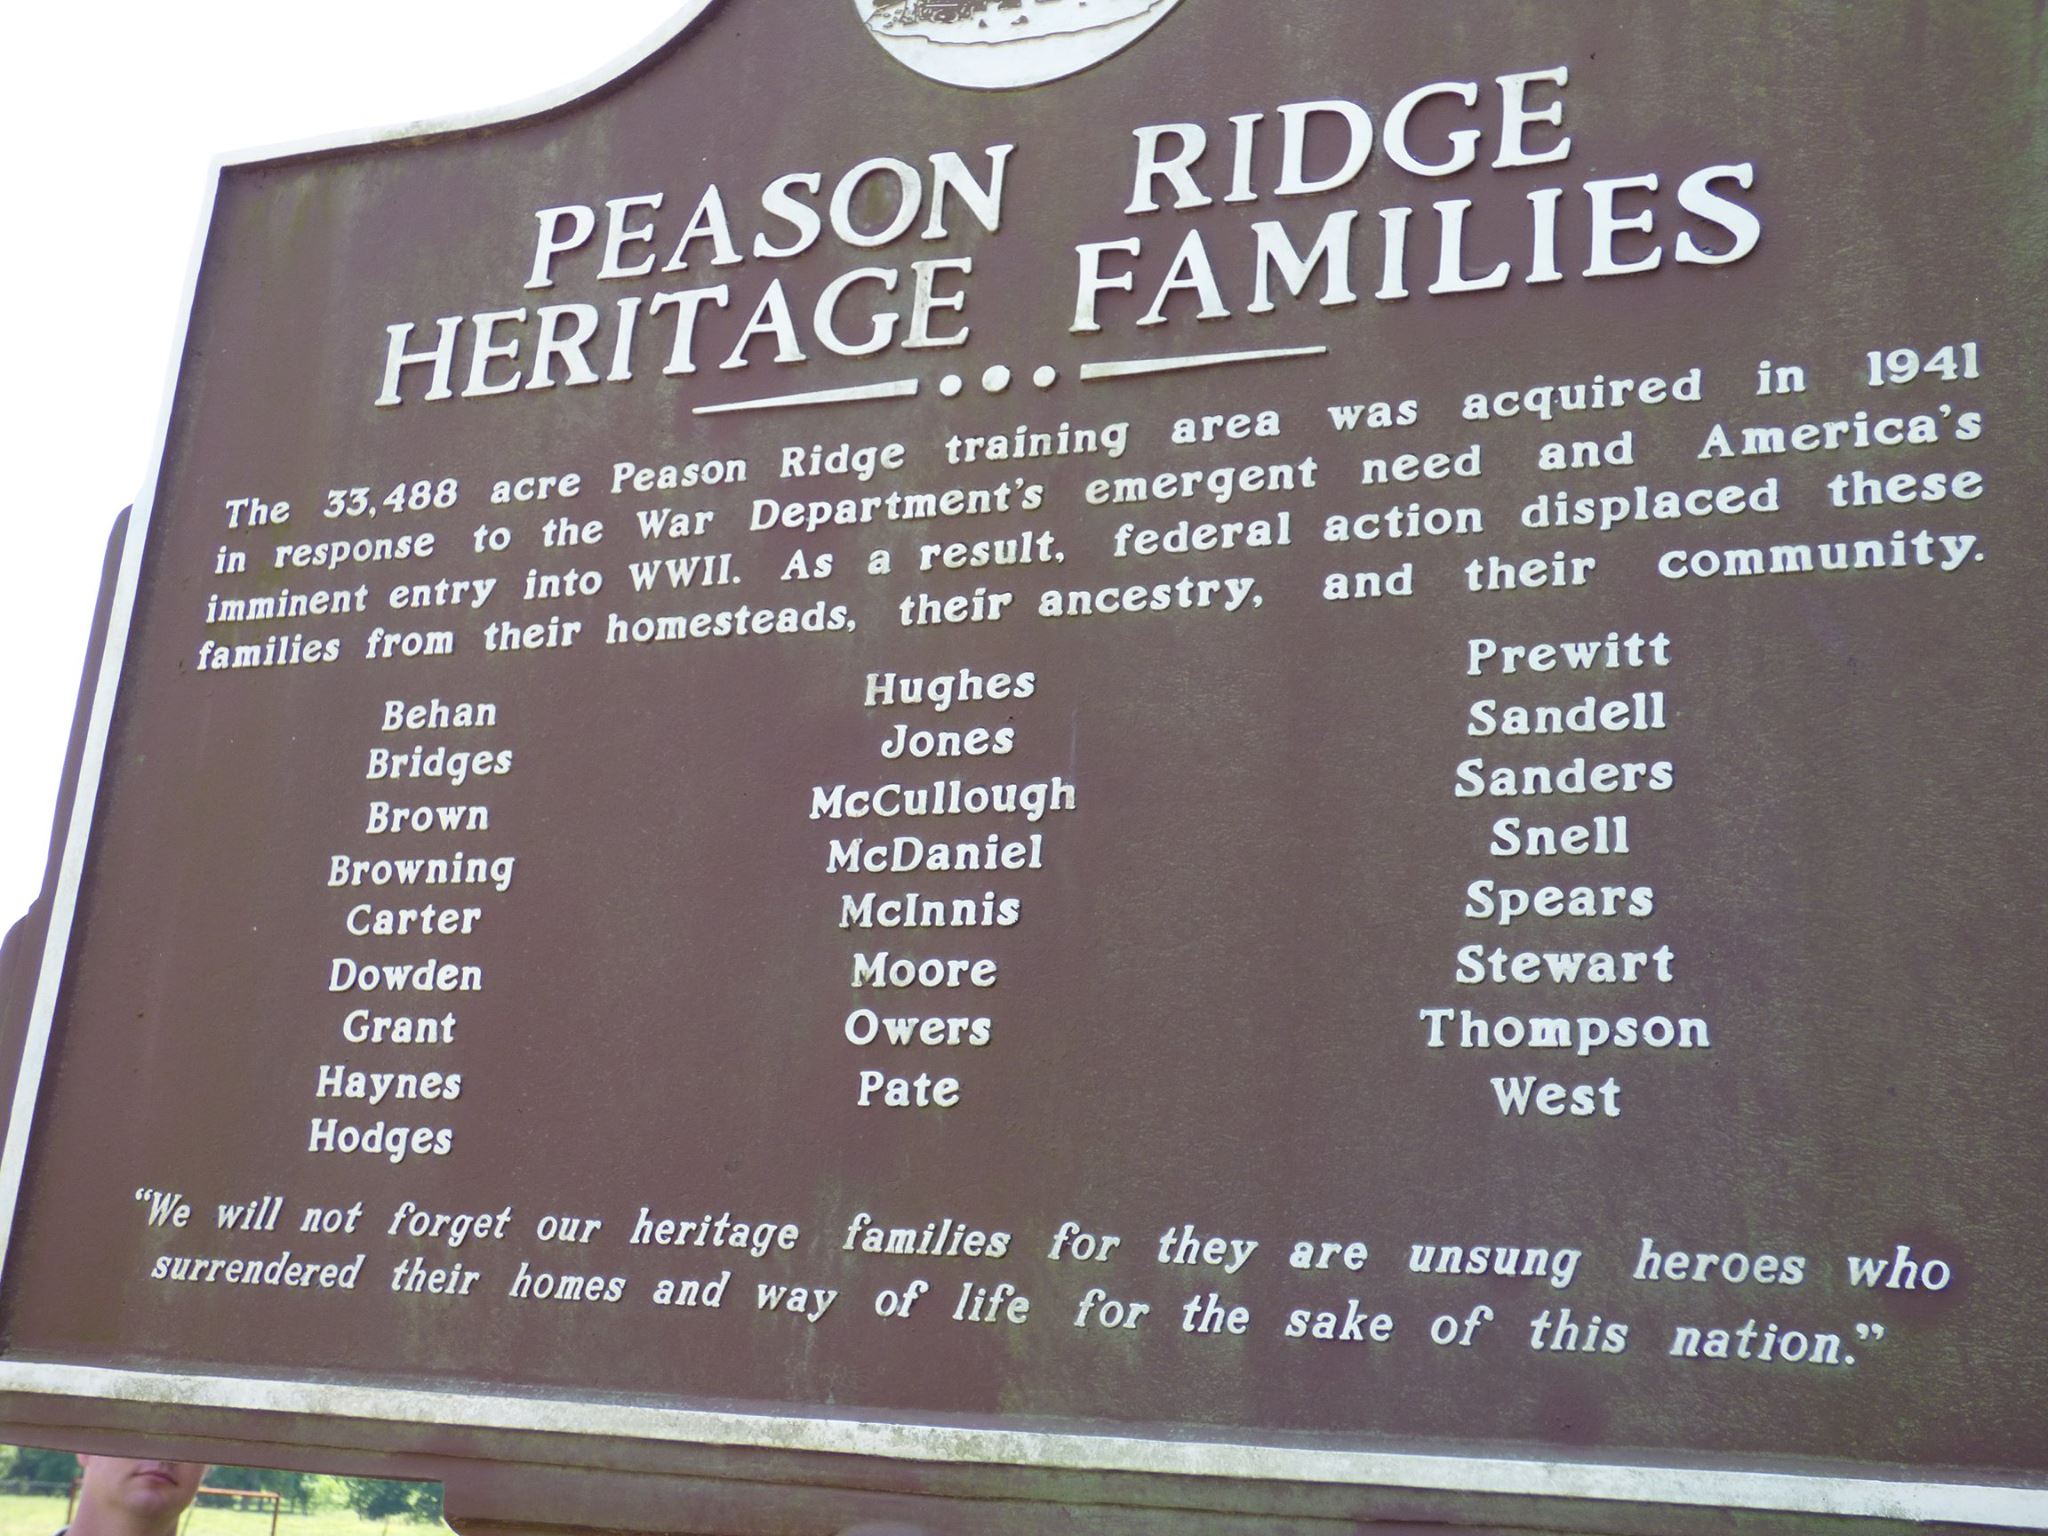 PEASON RIDGE
HERITAGE FAMILIES
The 33,488 acre Peason Ridge training area was acquired in 1941
in response to the War Department's emergent need and America's
imminent entry into WWII. As a result, federal action displaced these
families from their homesteads, their ancestry, and their community.
Behan
Bridges
Brown
Browning
Carter
Dowden
Grant
Haynes
Hodges
Hughes
Jones
McCullough
McDaniel
McInnis
Moore
Owers
Pate
Prewitt
Sandell
Sanders
Snell
Spears
Stewart
Thompson
West
“We will not forget our heritage families for they are unsung heroes who
surrendered their homes and way of life for the sake of this nation.”